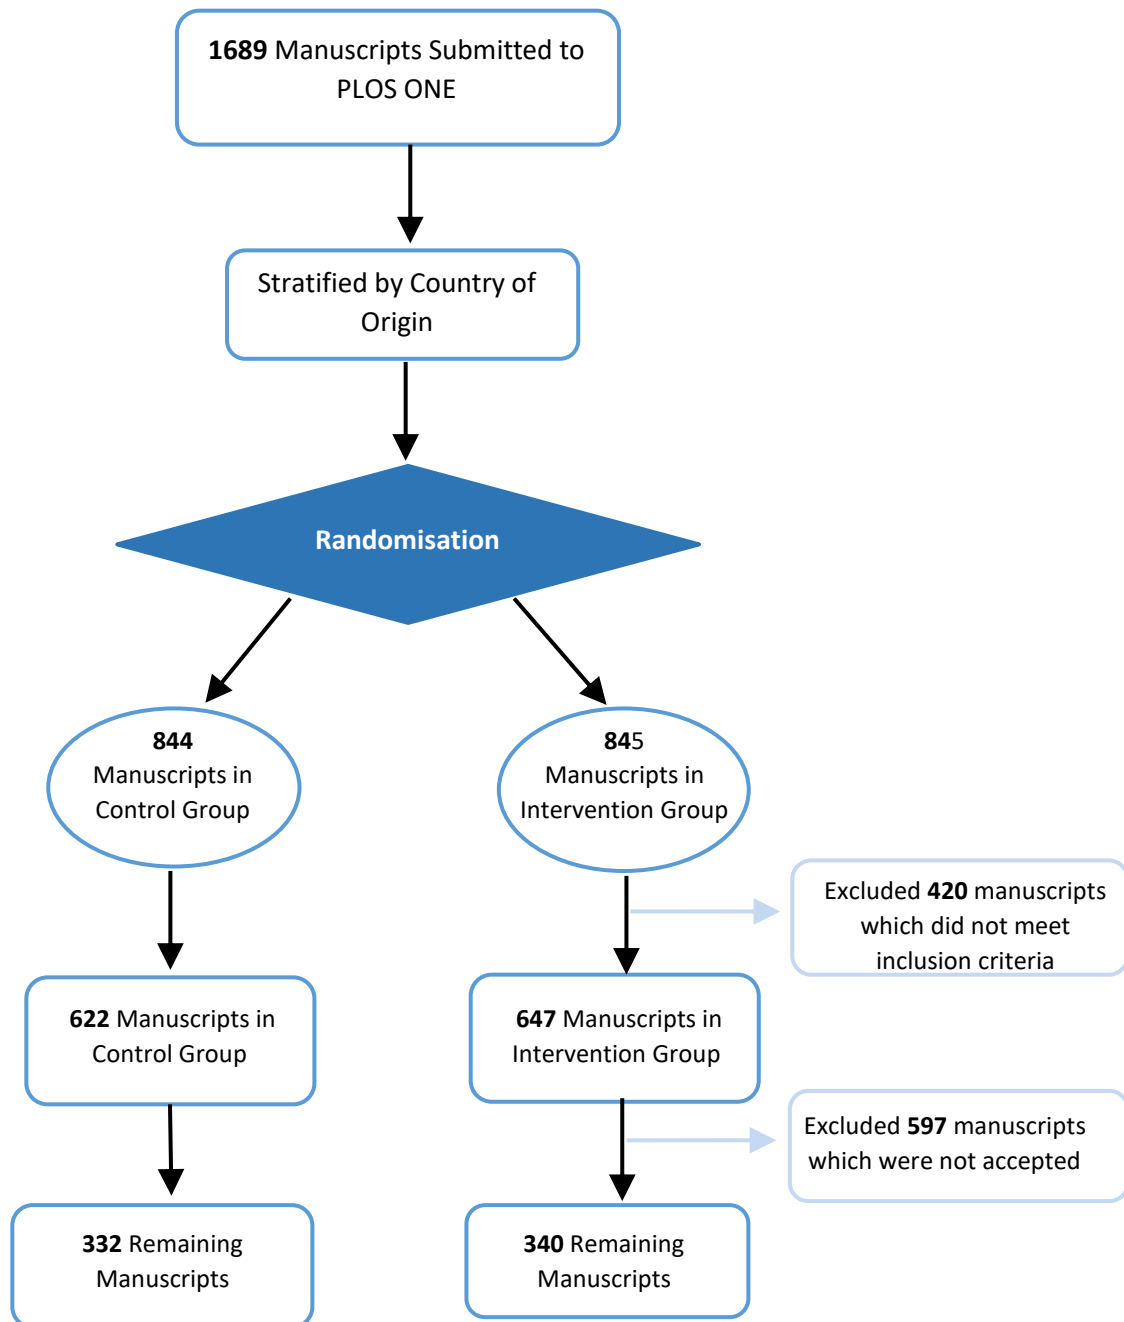 1689 Manuscripts Submitted to
PLOS ONE
Stratified by Country of
Origin
Randomisation
844
Manuscripts in
Control Group
845
Manuscripts in
Intervention Group
Excluded 420 manuscripts
which did not meet
inclusion criteria
622 Manuscripts in
Control Group
647 Manuscripts in
Intervention Group
Excluded 597 manuscripts
which were not accepted
332 Remaining
Manuscripts
340 Remaining
Manuscripts